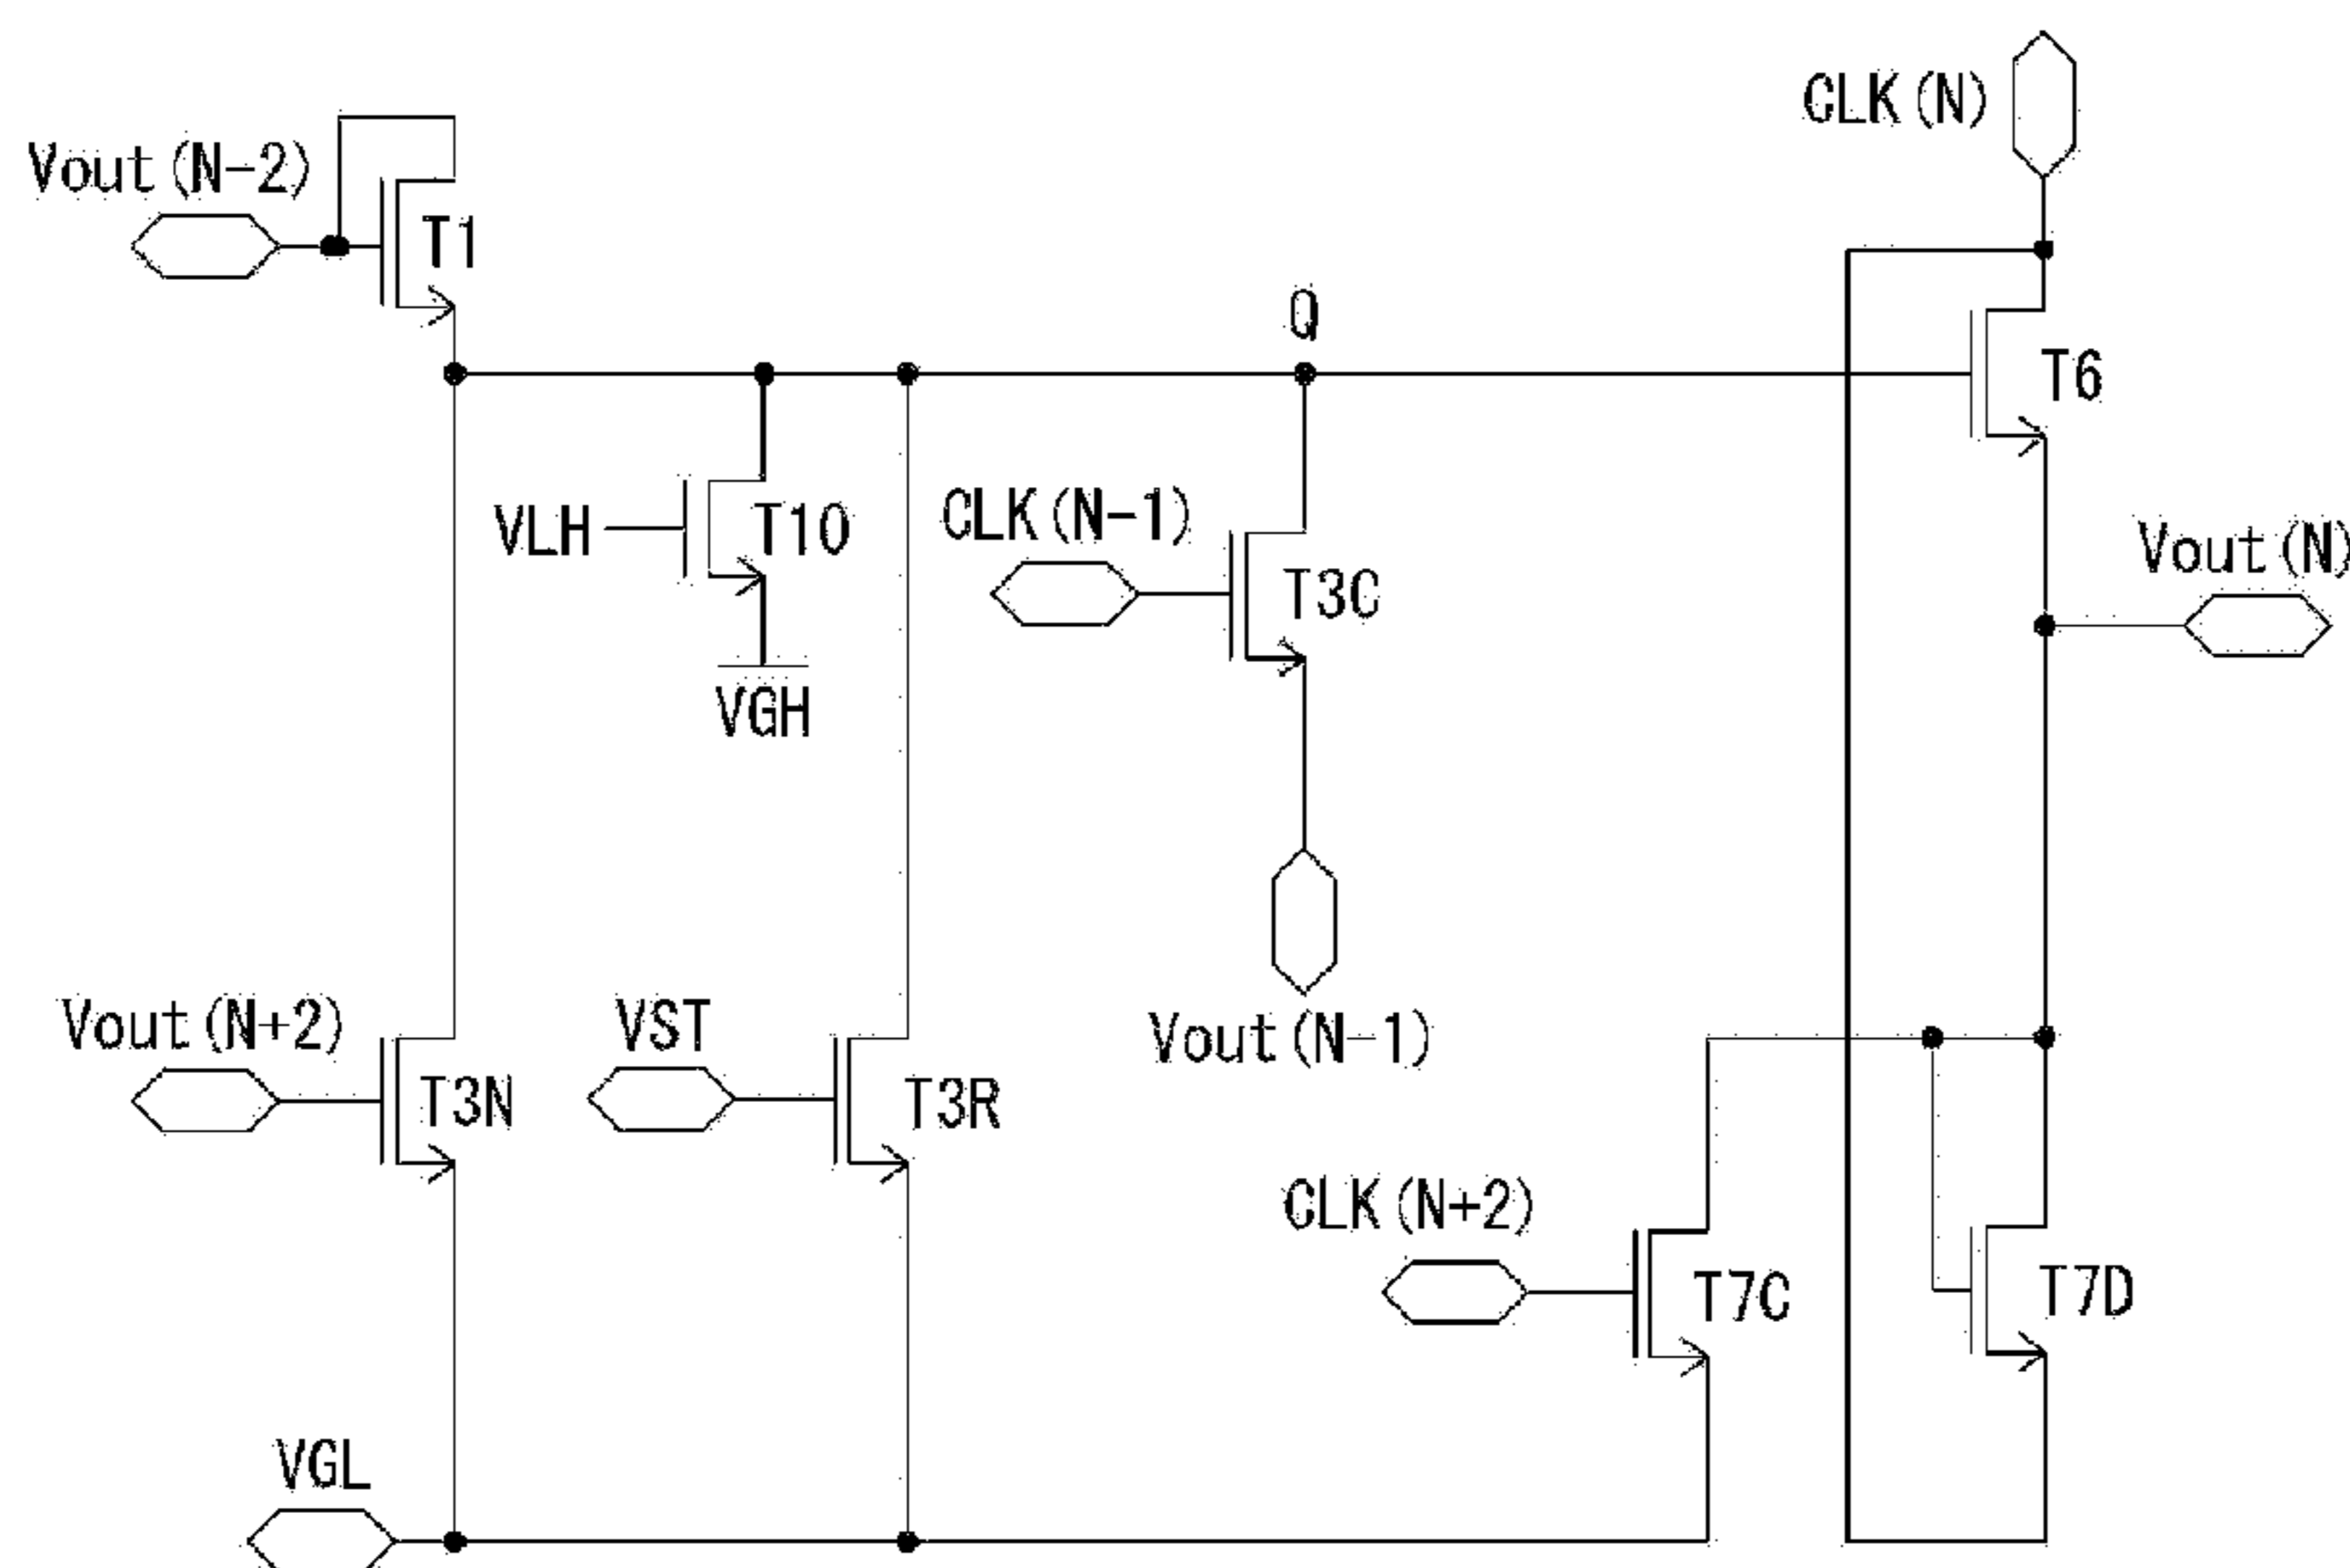 CLK(N)
Vout(N-2)
T1
Q
T6
VLH
T10
CLK(N-1)
T3C
Vout(N)
VGH
Vout(N+2)
VST
Vout(N-1)
T3N
T3R
CLK(N+2)
T7C
T7D
VGL